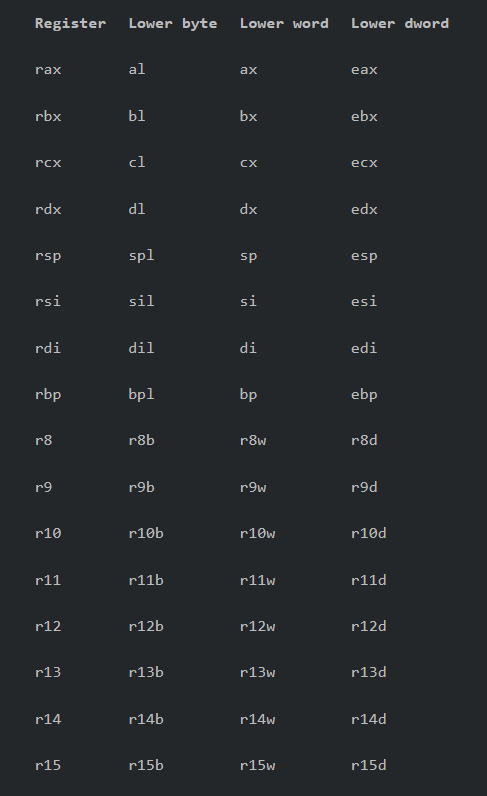 Register Lower byte Lower word Lower dword
rax al ax eax
rbx bl bx ebx
rcx cl cx ecx
rdx dl dx edx
rsp spl sp esp
rsi sil si esi
rdi dil di edi
rbp bpl bp ebp
r8 r8b r8w r8d
r9 r9b r9w r9d
r10 r10b r10w r10d
r11 r11b r11w r11d
r12 r12b r12w r12d
r13 r13b r13w r13d
r14 r14b r14w r14d
r15 r15b r15w r15d